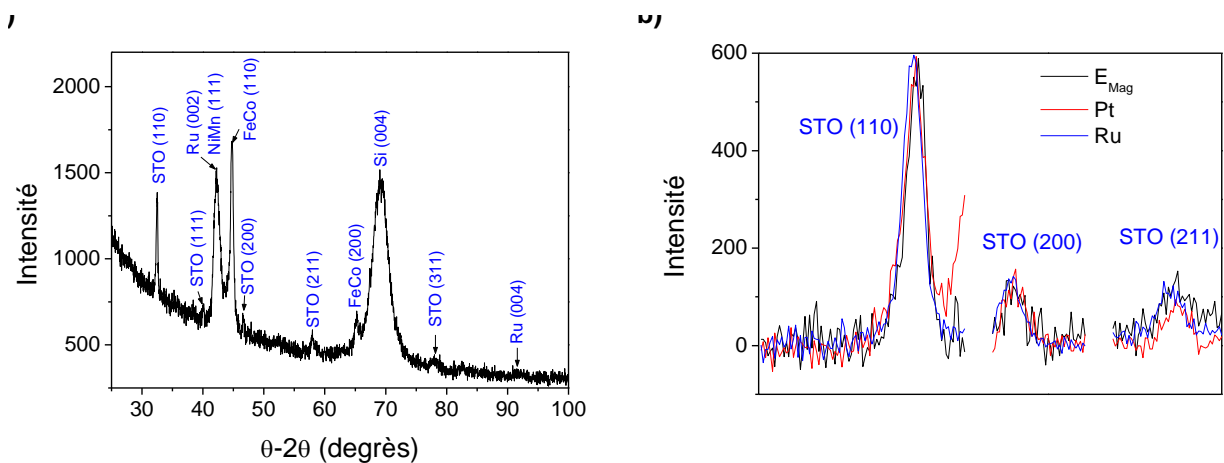 )
b)
2000
1500
1000
500
30
40
50
60
70
80
90
100
Intensité
θ-2θ (degrès)
STO (110)
STO (111)
Ru (002)
NiMn (111)
FeCo (110)
STO (200)
STO (211)
FeCo (200)
Si (004)
STO (311)
Ru (004)
600
400
200
0
Intensité
STO (110)
STO (200)
STO (211)
E_Mag
Pt
Ru